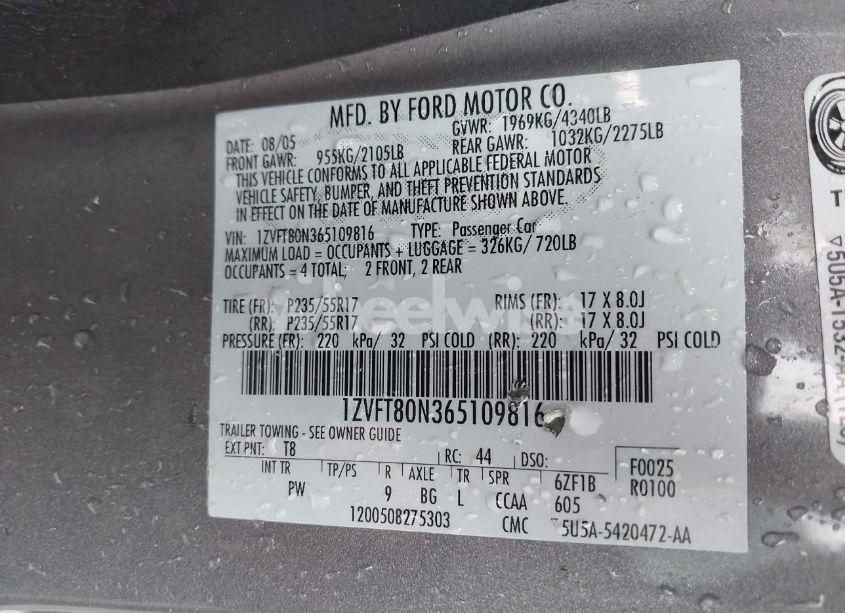 MFD. BY FORD MOTOR CO.
DATE: 08/05 GVWR: 1969KG/4340LB
FRONT GAWR: 955KG/2105LB REAR GAWR: 1032KG/2275LB
THIS VEHICLE CONFORMS TO ALL APPLICABLE FEDERAL MOTOR
VEHICLE SAFETY, BUMPER, AND THEFT PREVENTION STANDARDS
IN EFFECT ON THE DATE OF MANUFACTURE SHOWN ABOVE.
VIN: 1ZVFT80N365109816 TYPE: Passenger Car
MAXIMUM LOAD = OCCUPANTS + LUGGAGE = 326KG/ 720LB
OCCUPANTS = 4 TOTAL; 2 FRONT, 2 REAR
TIRE (FR): P235/55R17 RIMS (FR): 17 X 8.0J
(RR): P235/55R17 (RR): 17 X 8.0J
PRESSURE (FR): 220 kPa/ 32 PSI COLD (RR): 220 kPa/ 32 PSI COLD
1ZVFT80N365109816
TRAILER TOWING - SEE OWNER GUIDE
EXT PNT: T8 RC: 44 DSO: F0025
INT TR TP/PS R AXLE TR SPR 6ZF1B R0100
PW 9 BG L CCAA 605
1200508275303 CMC 5U5A-5420472-AA
T